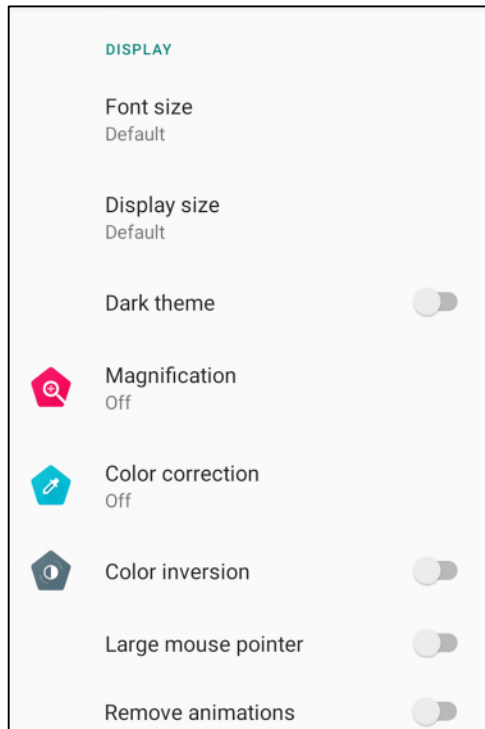 DISPLAY
Font size
Default
Display size
Default
Dark theme
Magnification
Off
Color correction
Off
Color inversion
Large mouse pointer
Remove animations